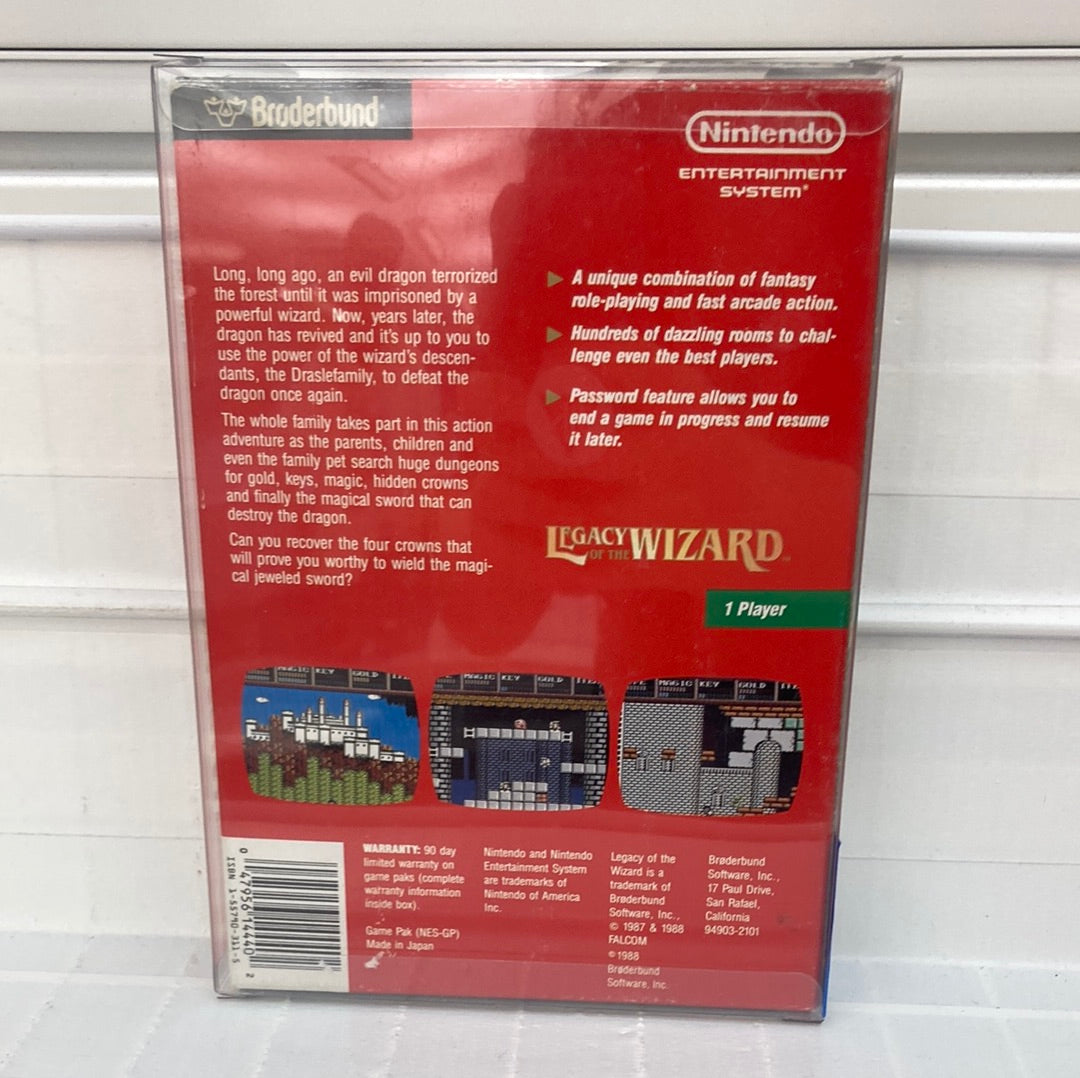 Brøderbund
Nintendo
ENTERTAINMENT
SYSTEM®
Long, long ago, an evil dragon terrorized
the forest until it was imprisoned by a
powerful wizard. Now, years later, the
dragon has revived and it's up to you to
use the power of the wizard's descen-
dants, the Draslefamily, to defeat the
dragon once again.
The whole family takes part in this action
adventure as the parents, children and
even the family pet search huge dungeons
for gold, keys, magic, hidden crowns
and finally the magical sword that can
destroy the dragon.
Can you recover the four crowns that
will prove you worthy to wield the magi-
cal jeweled sword?
A unique combination of fantasy
role-playing and fast arcade action.
Hundreds of dazzling rooms to chal-
lenge even the best players.
Password feature allows you to
end a game in progress and resume
it later.
LEGACY OF THE WIZARD™
1 Player
MAGIC KEY GOLD
MAGIC KEY GOLD
MAGIC KEY GOLD
0 47956 14440 2
ISBN 1-55790-311-5
WARRANTY: 90 day
limited warranty on
game paks (complete
warranty information
inside box).
Game Pak (NES-GP)
Made in Japan
Nintendo and Nintendo
Entertainment System
are trademarks of
Nintendo of America
Inc.
Legacy of the
Wizard is a
trademark of
Brøderbund
Software, Inc.,
© 1987 & 1988
FALCOM
© 1988
Brøderbund
Software, Inc.
Brøderbund
Software, Inc.,
17 Paul Drive,
San Rafael,
California
94903-2101